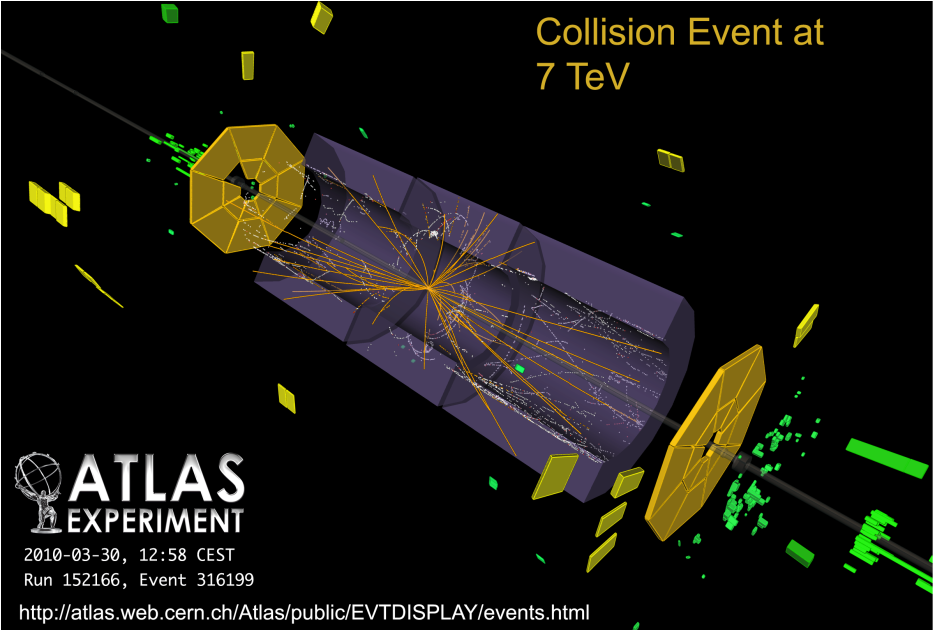 Collision Event at
7 TeV
ATLAS
EXPERIMENT
2010-03-30, 12:58 CEST
Run 152166, Event 316199
http://atlas.web.cern.ch/Atlas/public/EVTDISPLAY/events.html